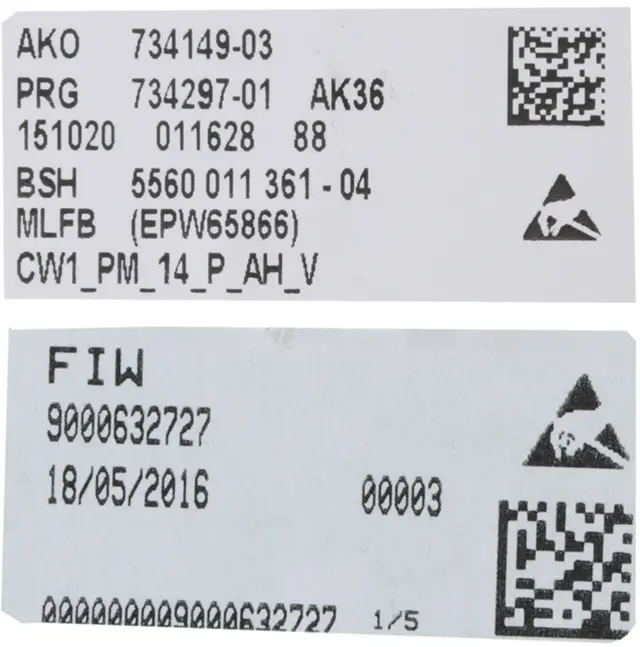 AKO 734149-03
PRG 734297-01 AK36
151020 011628 88
BSH 5560 011 361 - 04
MLFB (EPW65866)
CW1_PM_14_P_AH_V
FIW
9000632727
18/05/2016 00003
000000009000632727 1/5